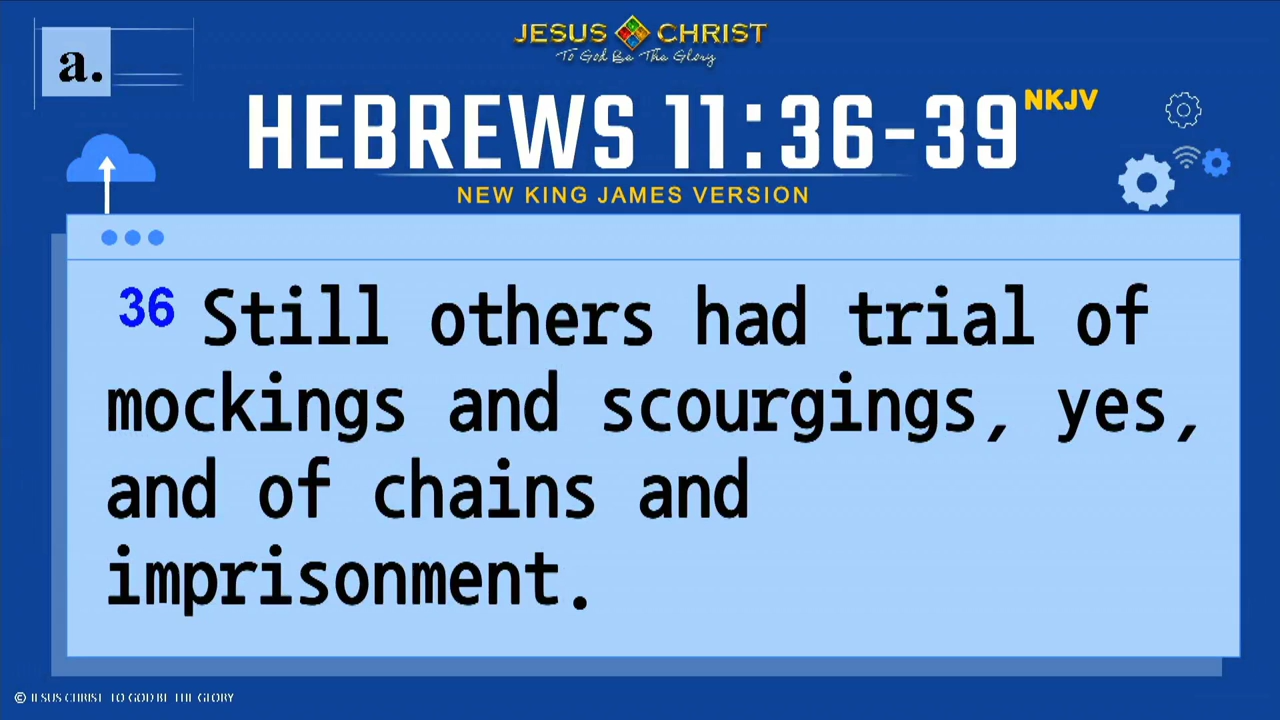 a.
JESUS CHRIST
To God Be The Glory
HEBREWS 11:36-39 NKJV
NEW KING JAMES VERSION
36 Still others had trial of
mockings and scourgings, yes,
and of chains and
imprisonment.
© JESUS CHRIST TO GOD BE THE GLORY